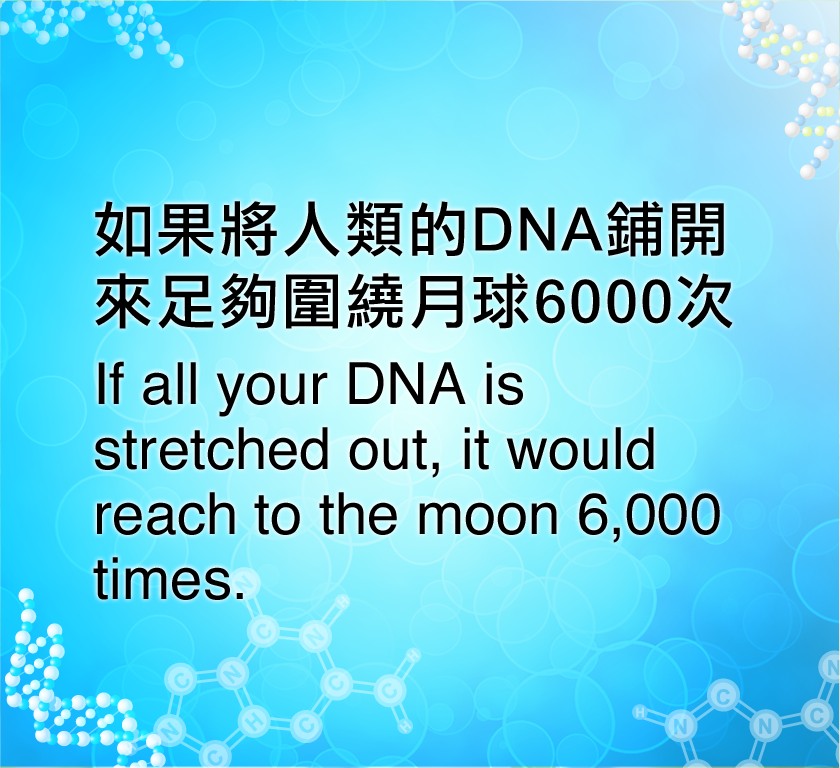 如果將人類的DNA鋪開
來足夠圍繞月球6000次
If all your DNA is
stretched out, it would
reach to the moon 6,000
times.